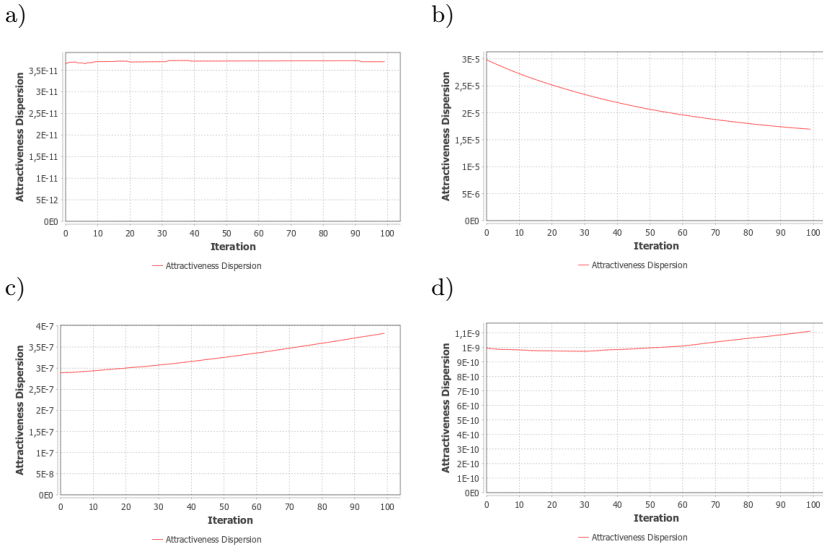 a)
Attractiveness Dispersion
3,5E-11
3E-11
2,5E-11
2E-11
1,5E-11
1E-11
5E-12
0E0
0 10 20 30 40 50 60 70 80 90 100
Iteration
Attractiveness Dispersion
b)
Attractiveness Dispersion
3E-5
2E-5
2E-5
1E-5
5E-6
0E0
0 10 20 30 40 50 60 70 80 90 100
Iteration
Attractiveness Dispersion
c)
Attractiveness Dispersion
4E-7
3,5E-7
3E-7
2,5E-7
2E-7
1,5E-7
1E-7
5E-8
0E0
0 10 20 30 40 50 60 70 80 90 100
Iteration
Attractiveness Dispersion
d)
Attractiveness Dispersion
1,1E-9
1E-9
9E-10
8E-10
7E-10
6E-10
5E-10
4E-10
3E-10
2E-10
1E-10
0E0
0 10 20 30 40 50 60 70 80 90 100
Iteration
Attractiveness Dispersion